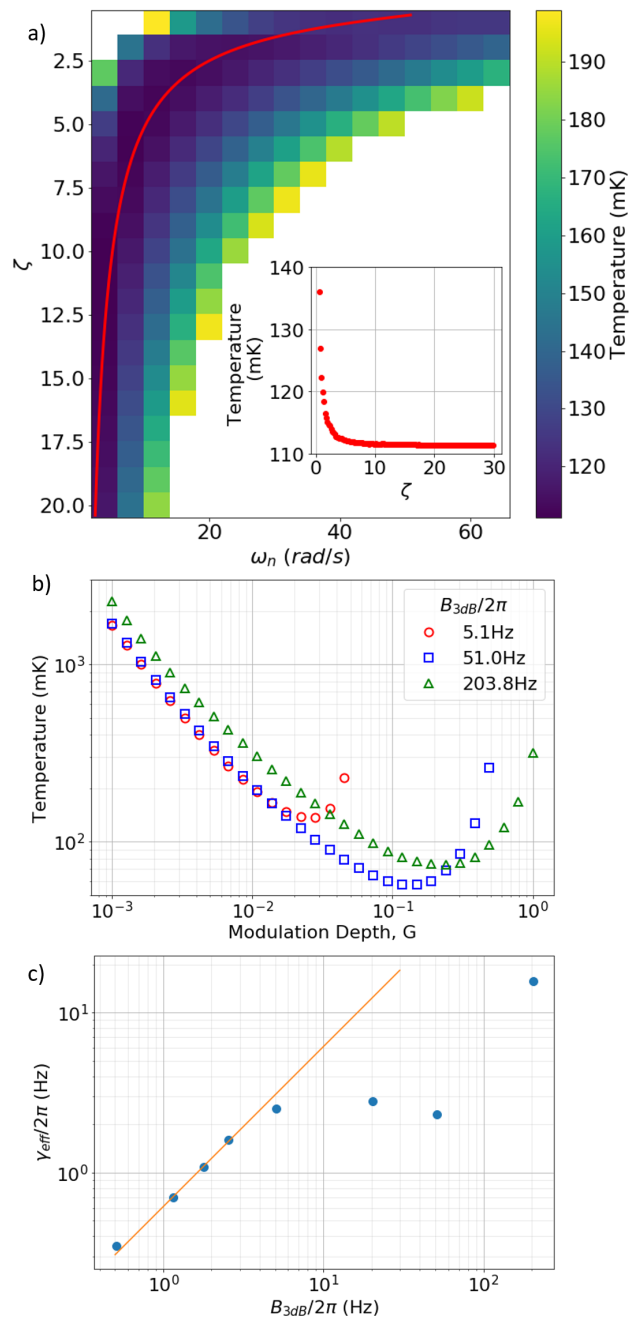 a)
2.5
5.0
7.5
10.0
12.5
15.0
17.5
20.0
ζ
20
40
60
ωn (rad/s)
140
130
120
110
Temperature
(mK)
0
10
20
30
ζ
190
180
170
160
150
140
130
120
Temperature (mK)
b)
10³
10²
Temperature (mK)
B3dB/2π
5.1Hz
51.0Hz
203.8Hz
10⁻³
10⁻²
10⁻¹
10⁰
Modulation Depth, G
c)
10¹
10⁰
γeff/2π (Hz)
10⁰
10¹
10²
B3dB/2π (Hz)